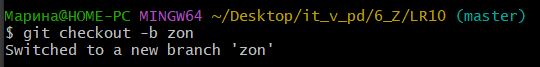 Марина@HOME-PC MINGW64 ~/Desktop/it_v_pd/6_Z/LR10 (master)
$ git checkout -b zon
Switched to a new branch 'zon'